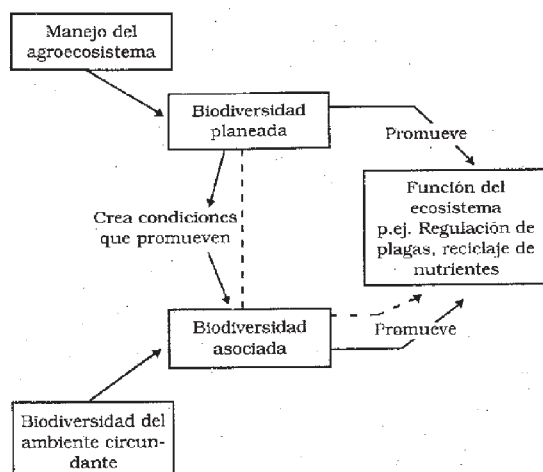 Manejo del
agroecosistema
Biodiversidad
planeada
Promueve
Función del
ecosistema
p.ej. Regulación de
plagas, reciclaje de
nutrientes
Crea condiciones
que promueven
Biodiversidad
asociada
Promueve
Biodiversidad del
ambiente circun-
dante